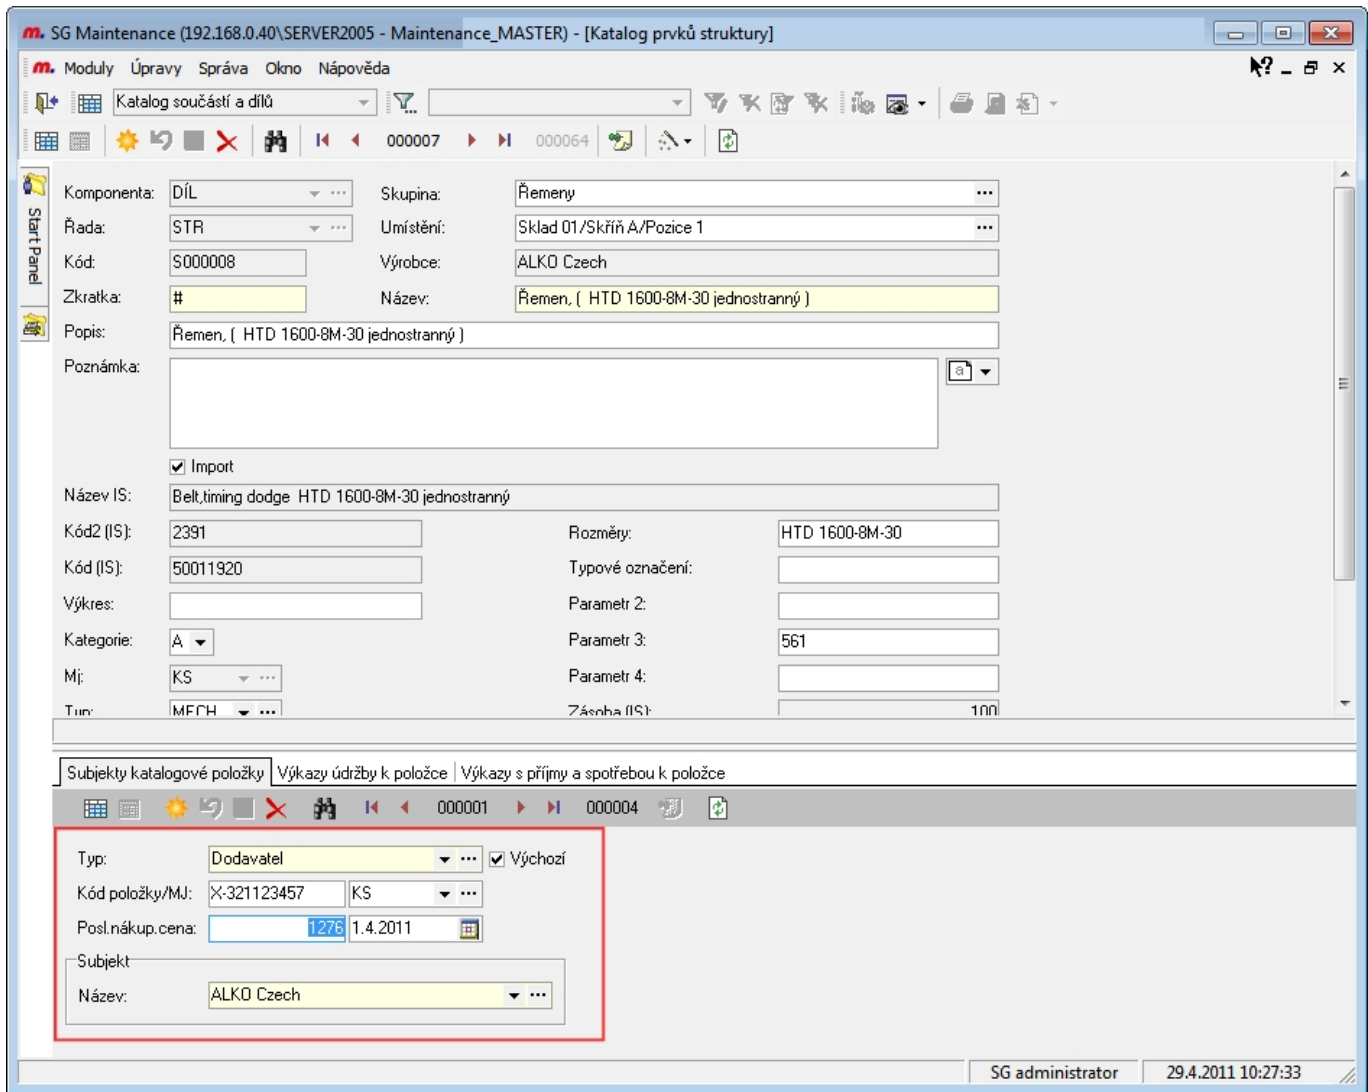 m. SG Maintenance (192.168.0.40\SERVER2005 - Maintenance_MASTER) - [Katalog prvků struktury]
m. Moduly Úpravy Správa Okno Nápověda
Katalog součástí a dílů
000007 000064
Start Panel
Komponenta: DÍL Skupina: Řemeny
Řada: STR Umístění: Sklad 01/Skříň A/Pozice 1
Kód: S000008 Výrobce: ALKO Czech
Zkratka: # Název: Řemen, ( HTD 1600-8M-30 jednostranný )
Popis: Řemen, ( HTD 1600-8M-30 jednostranný )
Poznámka: a
Import
Název IS: Belt,timing dodge HTD 1600-8M-30 jednostranný
Kód2 (IS): 2391 Rozměry: HTD 1600-8M-30
Kód (IS): 50011920 Typové označení:
Výkres: Parametr 2:
Kategorie: A Parametr 3: 561
Mj: KS Parametr 4:
Typ: MECH Zásoba (IS): 100
Subjekty katalogové položky Výkazy údržby k položce Výkazy s příjmy a spotřebou k položce
000001 000004
Typ: Dodavatel Výchozí
Kód položky/MJ: X-321123457 KS
Posl.nákup.cena: 1276 1.4.2011
Subjekt
Název: ALKO Czech
SG administrator 29.4.2011 10:27:33